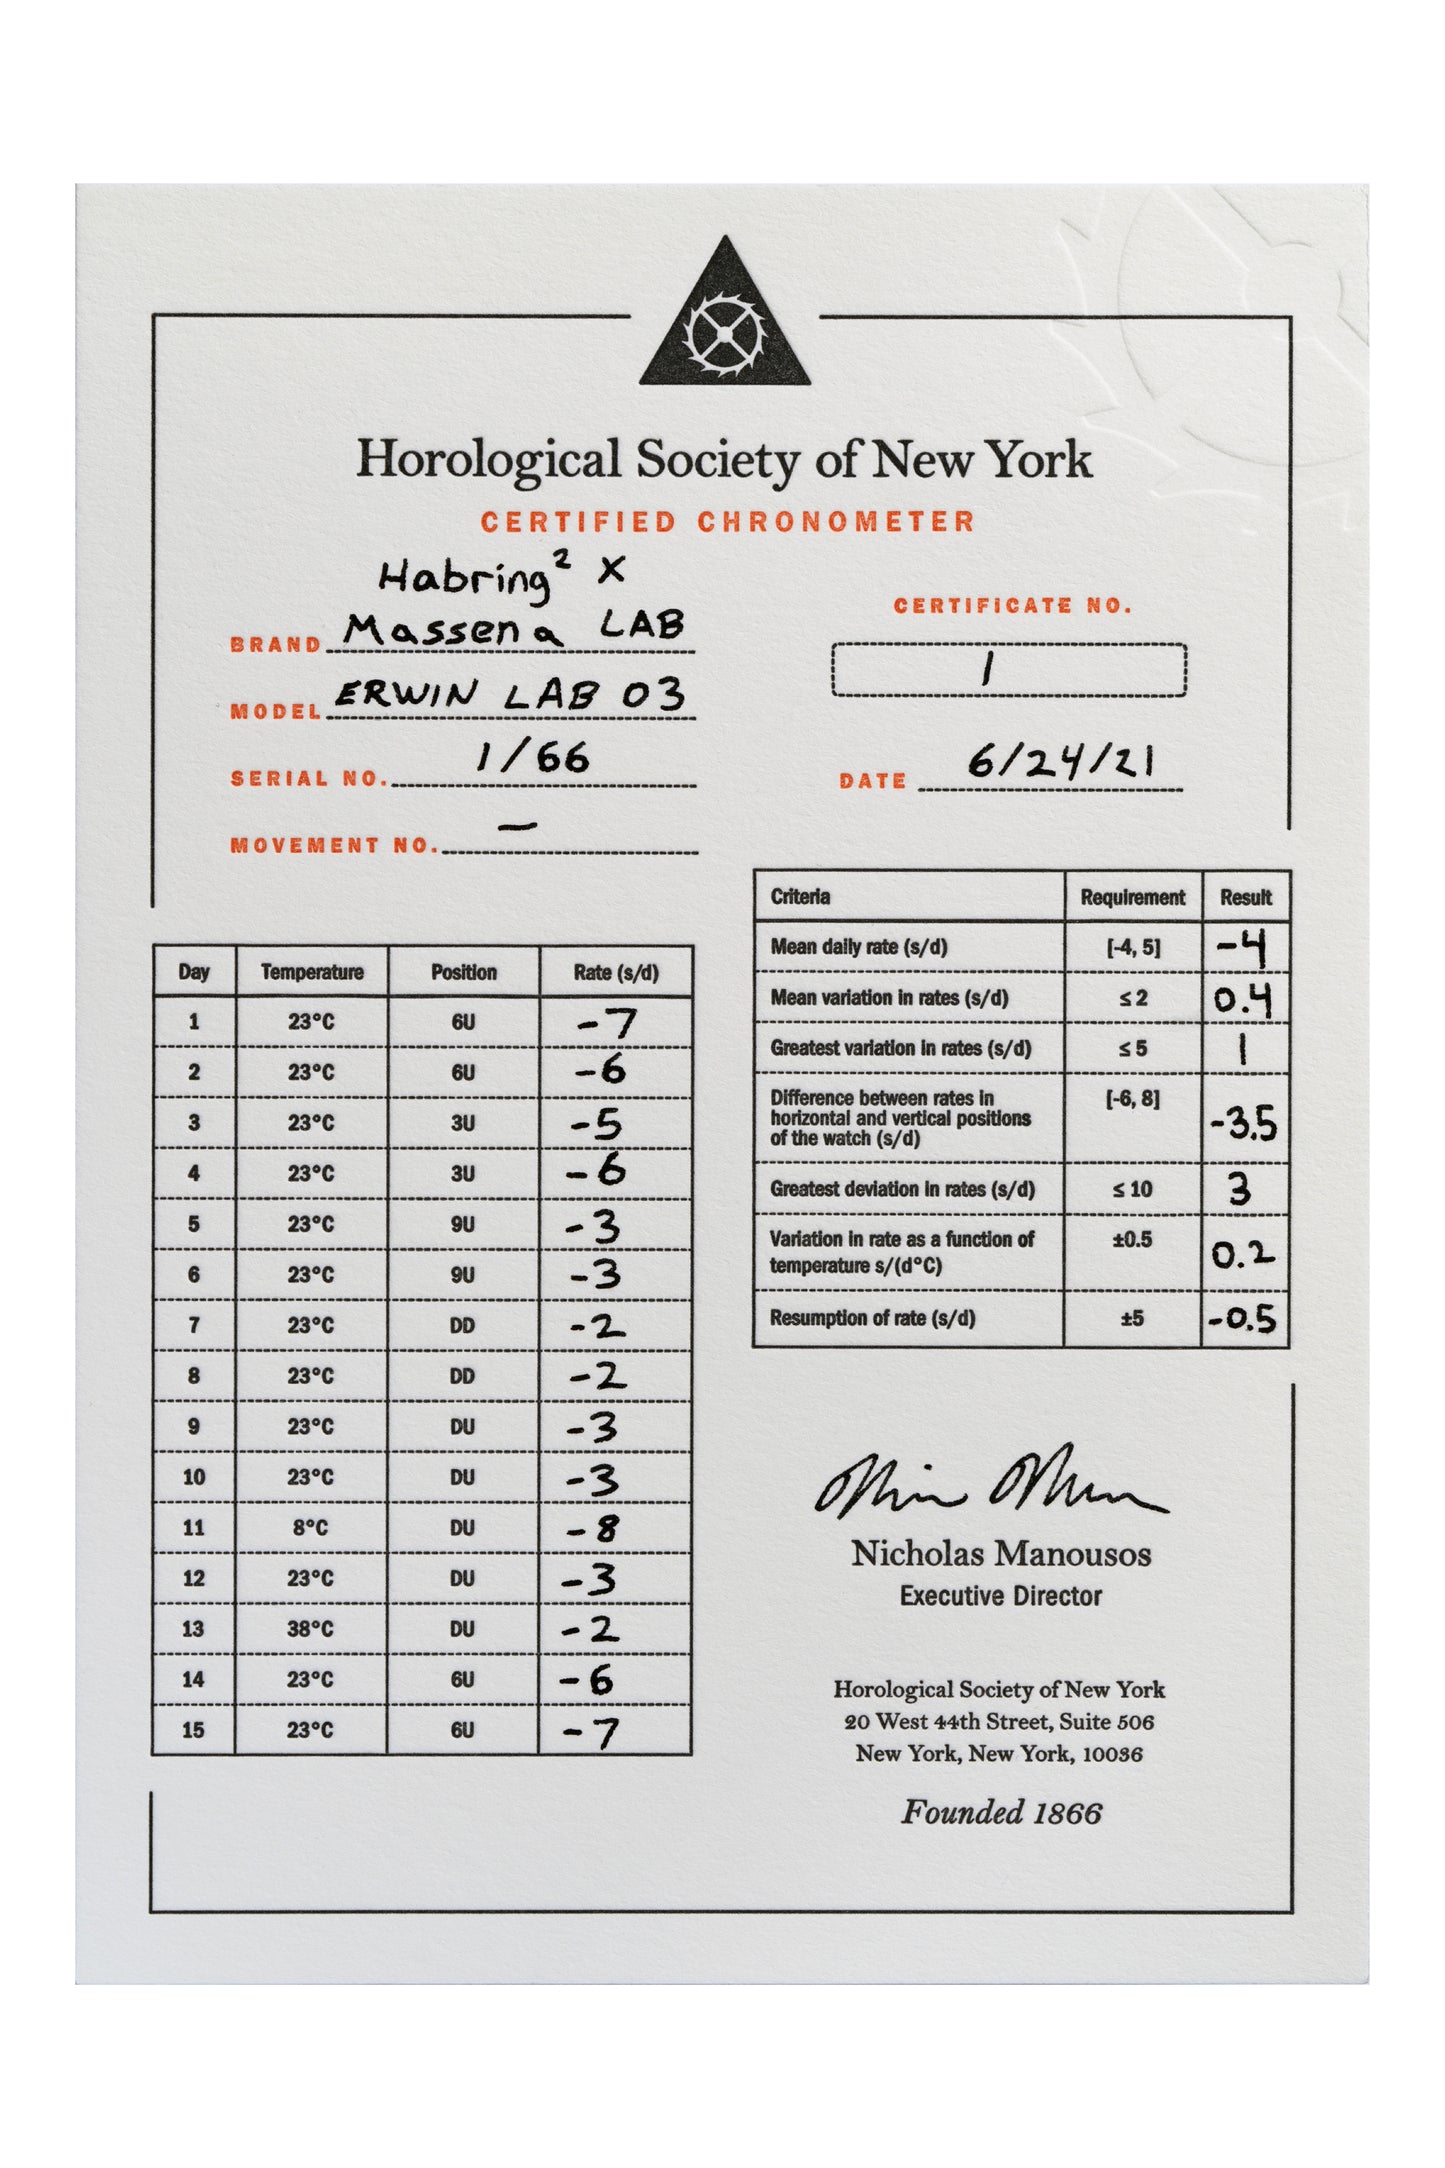 Horological Society of New York
CERTIFIED CHRONOMETER
Habring² X
BRAND Massena LAB
MODEL ERWIN LAB 03
SERIAL NO. 1/66
MOVEMENT NO. –
CERTIFICATE NO.
1
DATE 6/24/21
Criteria Requirement Result
Mean daily rate (s/d) [-4, 5] -4
Mean variation in rates (s/d) ≤ 2 0.4
Greatest variation in rates (s/d) ≤ 5 1
Difference between rates in [-6, 8] -3.5
horizontal and vertical positions
of the watch (s/d)
Greatest deviation in rates (s/d) ≤ 10 3
Variation in rate as a function of ±0.5 0.2
temperature s/(d°C)
Resumption of rate (s/d) ±5 -0.5
Day Temperature Position Rate (s/d)
1 23°C 6U -7
2 23°C 6U -6
3 23°C 3U -5
4 23°C 3U -6
5 23°C 9U -3
6 23°C 9U -3
7 23°C DD -2
8 23°C DD -2
9 23°C DU -3
10 23°C DU -3
11 8°C DU -8
12 23°C DU -3
13 38°C DU -2
14 23°C 6U -6
15 23°C 6U -7
Nicholas Manousos
Executive Director
Horological Society of New York
20 West 44th Street, Suite 506
New York, New York, 10036
Founded 1866